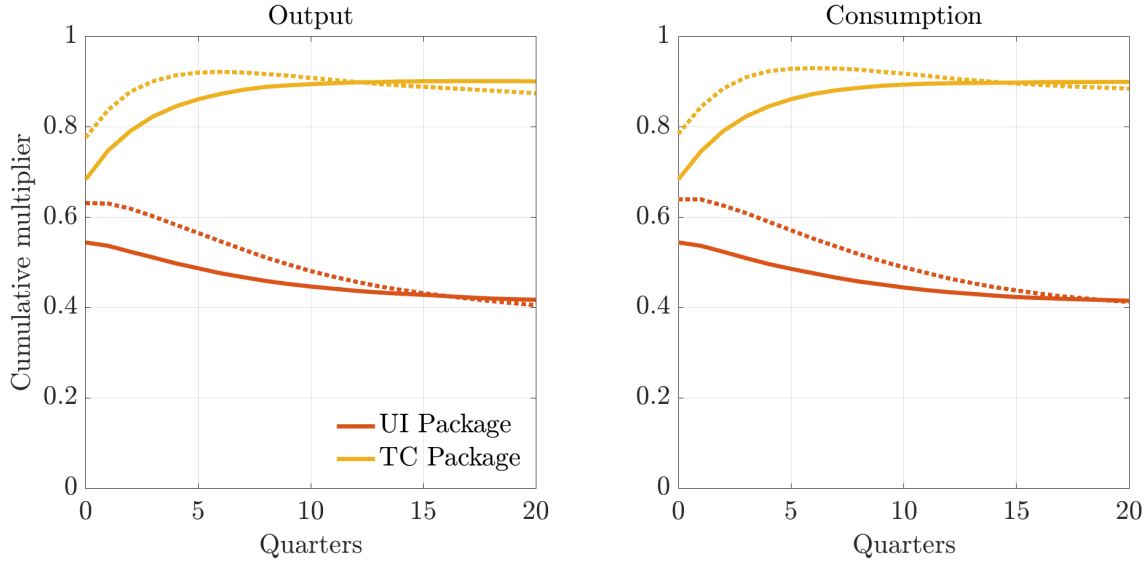 Output
Cumulative multiplier
1
0.8
0.6
0.4
0.2
0
UI Package
TC Package
0 5 10 15 20
Quarters
Consumption
1
0.8
0.6
0.4
0.2
0
0 5 10 15 20
Quarters